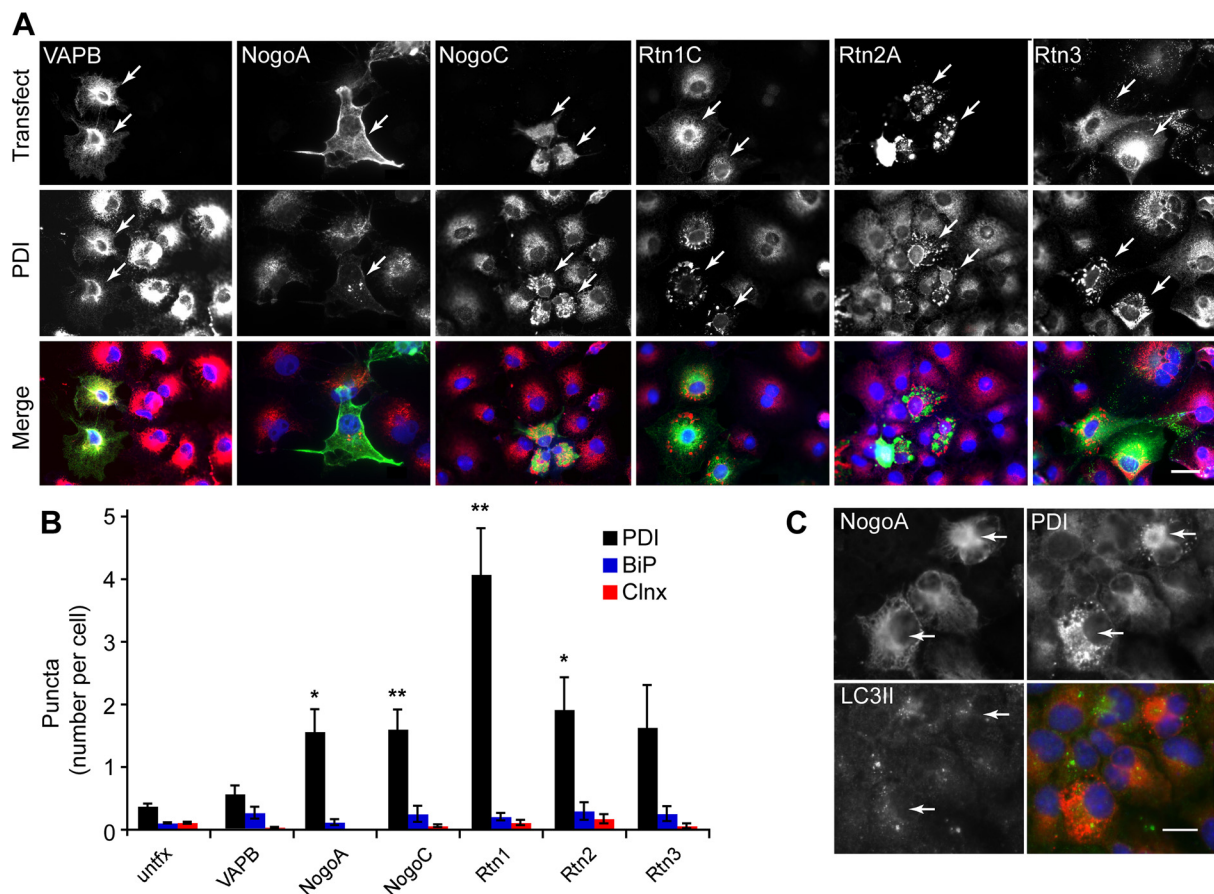 A
VAPB NogoA NogoC Rtn1C Rtn2A Rtn3
Transfect
PDI
Merge
B
5
4
3
2
1
0
Puncta
(number per cell)
**
*
**
*
PDI
BiP
Clnx
untfx VAPB NogoA NogoC Rtn1 Rtn2 Rtn3
C
NogoA PDI
LC3II